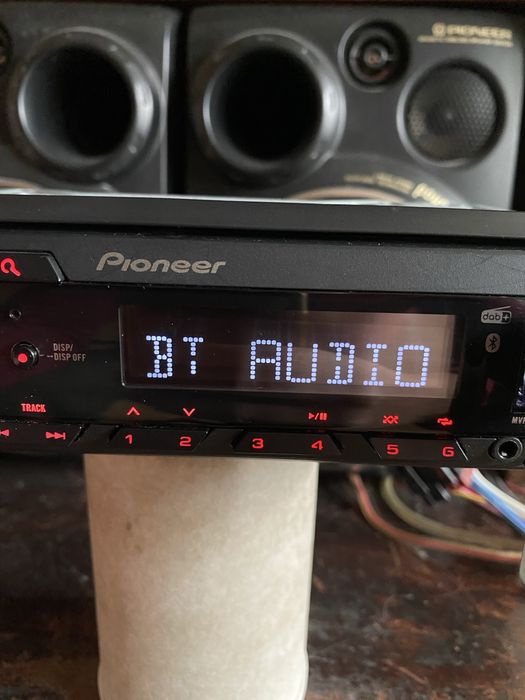 PIONEER
Pioneer
dab+
DISP/
DISP OFF
BT AUDIO
TRACK
1 2 3 4 5 6